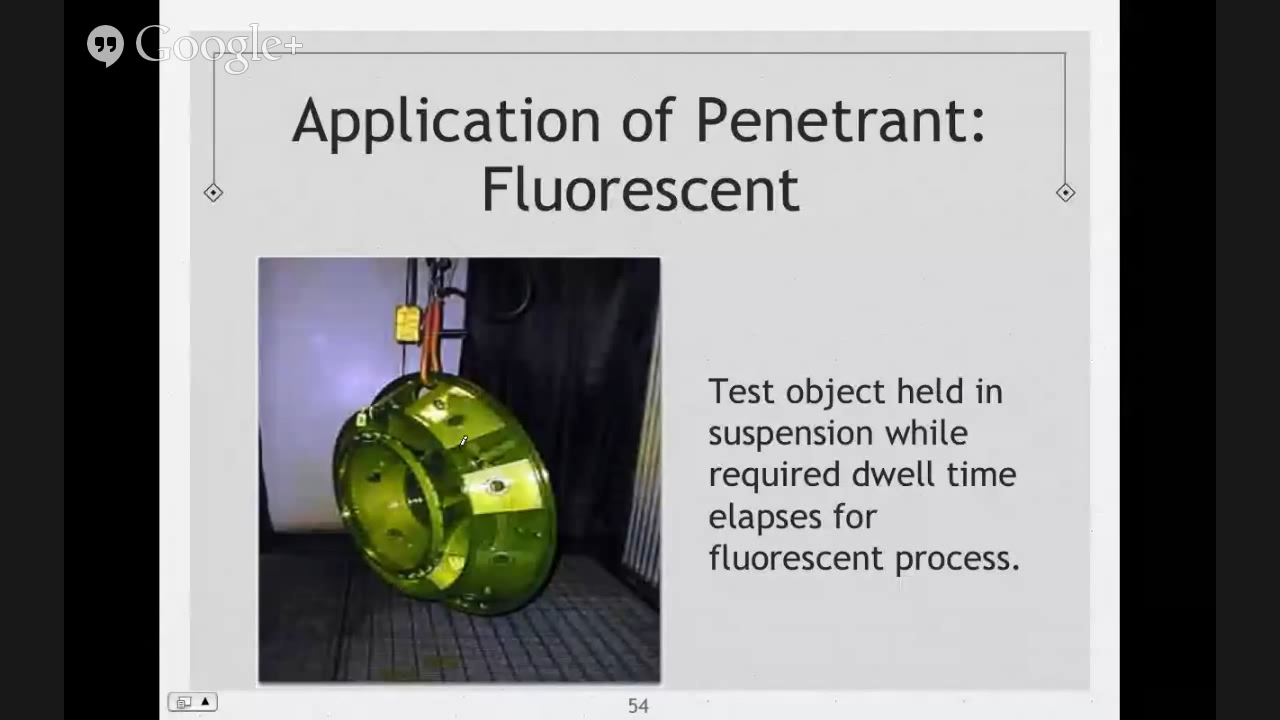 Google+
Application of Penetrant:
Fluorescent
Test object held in
suspension while
required dwell time
elapses for
fluorescent process.
54